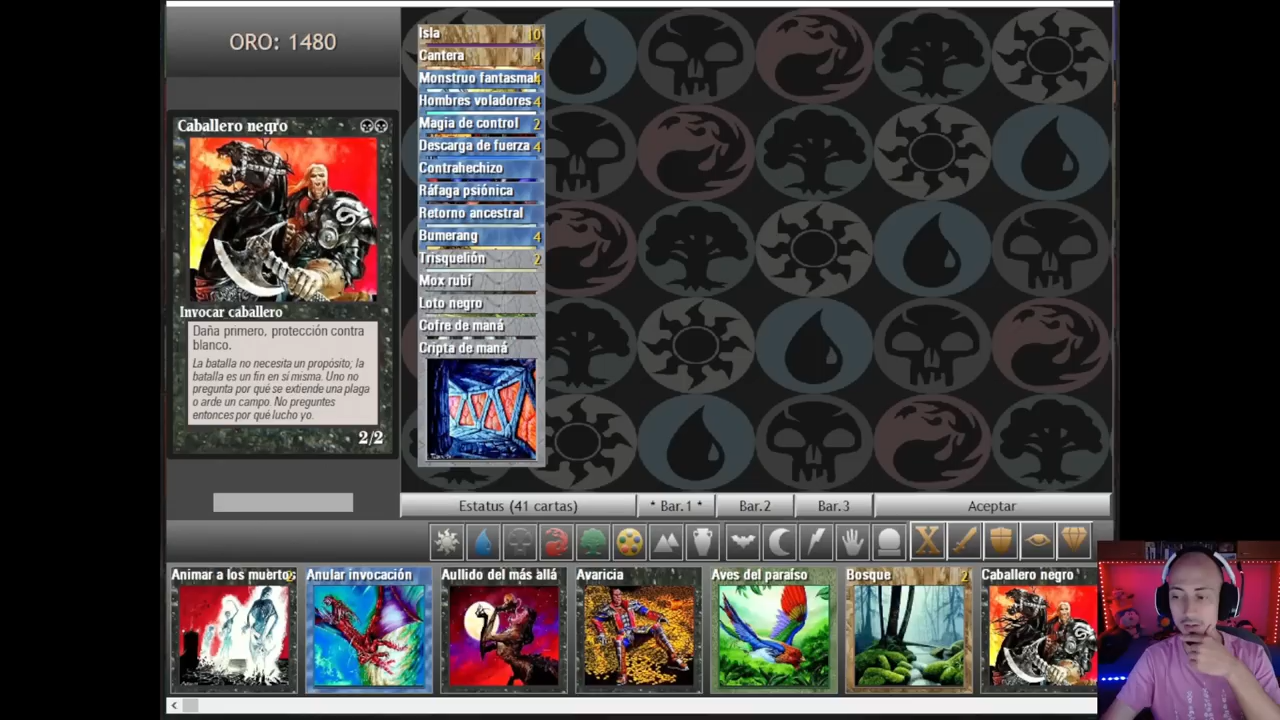 ORO: 1480
Caballero negro
Invocar caballero
Daña primero, protección contra
blanco.
La batalla no necesita un propósito; la
batalla es un fin en sí misma. Uno no
pregunta por qué se extriende una plaga
o arde un campo. No preguntes
entonces por qué lucho yo.
2/2
Isla 10
Cantera 4
Monstruo fantasmal 4
Hombres voladores 4
Magia de control 2
Descarga de fuerza 4
Contrahechizo
Ráfaga psiónica
Retorno ancestral
Bumerang 4
Trisquelión 2
Mox rubí
Loto negro
Cofre de maná
Cripta de maná
Estatus (41 cartas)
* Bar.1 *
Bar.2
Bar.3
Aceptar
Animar a los muertos
Anular invocación
Aullido del más allá
Avaricia
Aves del paraíso
Bosque 2
Caballero negro